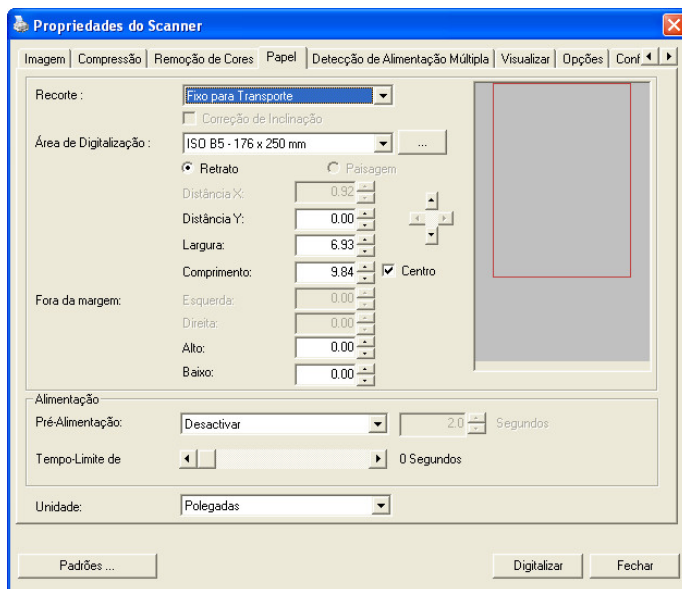 Propriedades do Scanner
Imagem Compressão Remoção de Cores Papel Detecção de Alimentação Múltipla Visualizar Opções Conf
Recorte : Fixo para Transporte
Correção de Inclinação
Área de Digitalização : ISO B5 - 176 x 250 mm ...
Retrato Paisagem
Distância X: 0.92
Distância Y: 0.00
Largura: 6.93
Comprimento: 9.84 Centro
Fora da margem: Esquerda: 0.00
Direita: 0.00
Alto: 0.00
Baixo: 0.00
Alimentação
Pré-Alimentação: Desactivar 2.0 Segundos
Tempo-Limite de 0 Segundos
Unidade: Polegadas
Padrões ... Digitalizar Fechar